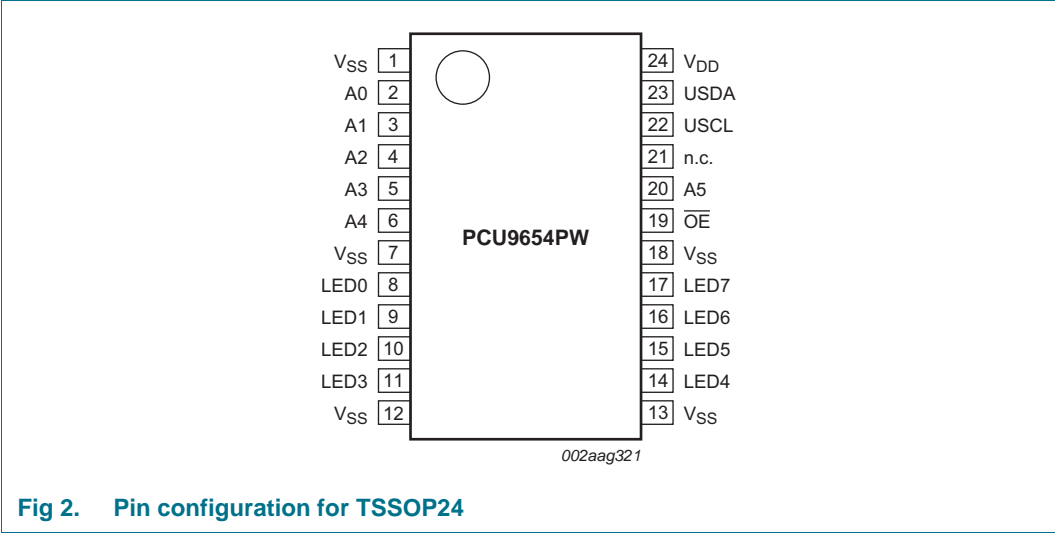 VSS 1 24 VDD
A0 2 23 USDA
A1 3 22 USCL
A2 4 21 n.c.
A3 5 20 A5
A4 6 19 O̅E̅
PCU9654PW
VSS 7 18 VSS
LED0 8 17 LED7
LED1 9 16 LED6
LED2 10 15 LED5
LED3 11 14 LED4
VSS 12 13 VSS
002aag321
Fig 2. Pin configuration for TSSOP24